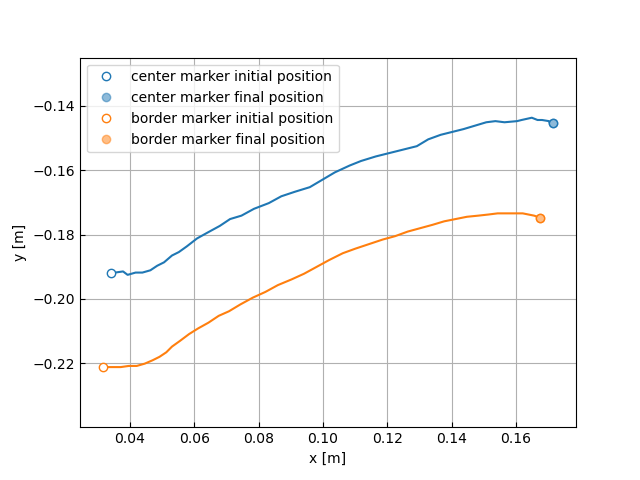 center marker initial position
center marker final position
border marker initial position
border marker final position
−0.14
−0.16
−0.18
−0.20
−0.22
y [m]
0.04 0.06 0.08 0.10 0.12 0.14 0.16
x [m]